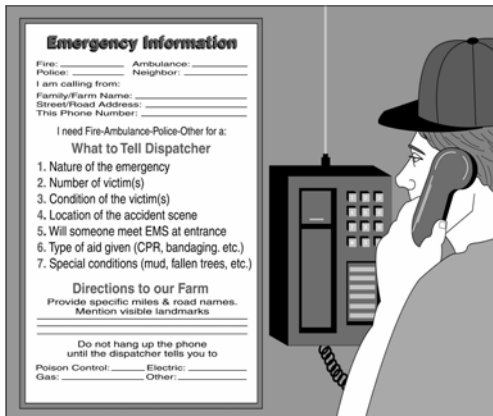 Emergency Information
Fire: Ambulance:
Police: Neighbor:
I am calling from:
Family/Farm Name:
Street/Road Address:
This Phone Number:
I need Fire-Ambulance-Police-Other for a:
What to Tell Dispatcher
1. Nature of the emergency
2. Number of victim(s)
3. Condition of the victim(s)
4. Location of the accident scene
5. Will someone meet EMS at entrance
6. Type of aid given (CPR, bandaging. etc.)
7. Special conditions (mud, fallen trees, etc.)
Directions to our Farm
Provide specific miles & road names.
Mention visible landmarks
Do not hang up the phone
until the dispatcher tells you to
Poison Control: Electric:
Gas: Other: